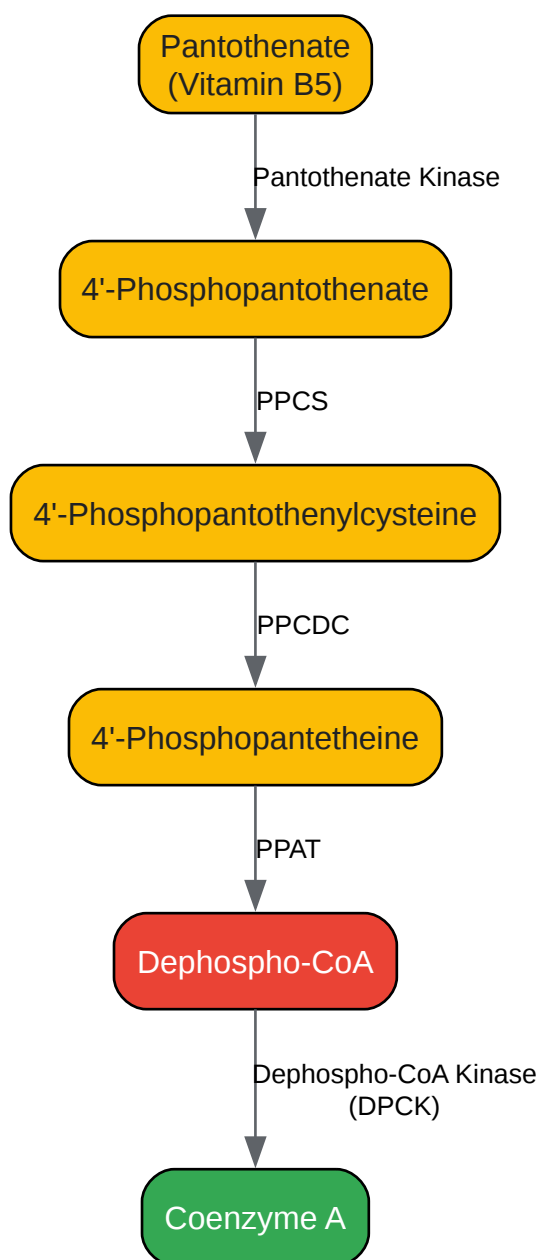 Pantothenate
(Vitamin B5)
Pantothenate Kinase
4'-Phosphopantothenate
PPCS
4'-Phosphopantothenylcysteine
PPCDC
4'-Phosphopantetheine
PPAT
Dephospho-CoA
Dephospho-CoA Kinase
(DPCK)
Coenzyme A